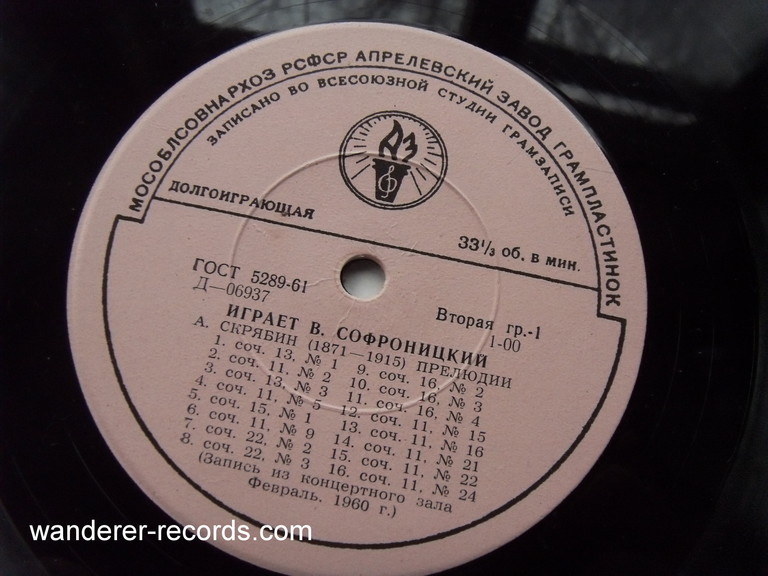 МОСОБЛСОВНАРХОЗ РСФСР АПРЕЛЕВСКИЙ ЗАВОД ГРАМПЛАСТИНОК
ЗАПИСАНО ВО ВСЕСОЮЗНОЙ СТУДИИ ГРАМЗАПИСИ
АЗ
ДОЛГОИГРАЮЩАЯ
33⅓ об. в мин.
ГОСТ 5289-61
Д—06937
Вторая гр.-1
1-00
ИГРАЕТ В. СОФРОНИЦКИЙ
А. СКРЯБИН (1871—1915) ПРЕЛЮДИИ
1. соч. 13, № 1 9. соч. 16, № 2
2. соч. 11, № 2 10. соч. 16, № 3
3. соч. 13, № 3 11. соч. 16, № 4
4. соч. 11, № 5 12. соч. 11, № 15
5. соч. 15, № 1 13. соч. 11, № 16
6. соч. 11, № 9 14. соч. 11, № 21
7. соч. 22, № 2 15. соч. 11, № 22
8. соч. 22, № 3 16. соч. 11, № 24
(Запись из концертного зала
Февраль. 1960 г.)
wanderer-records.com